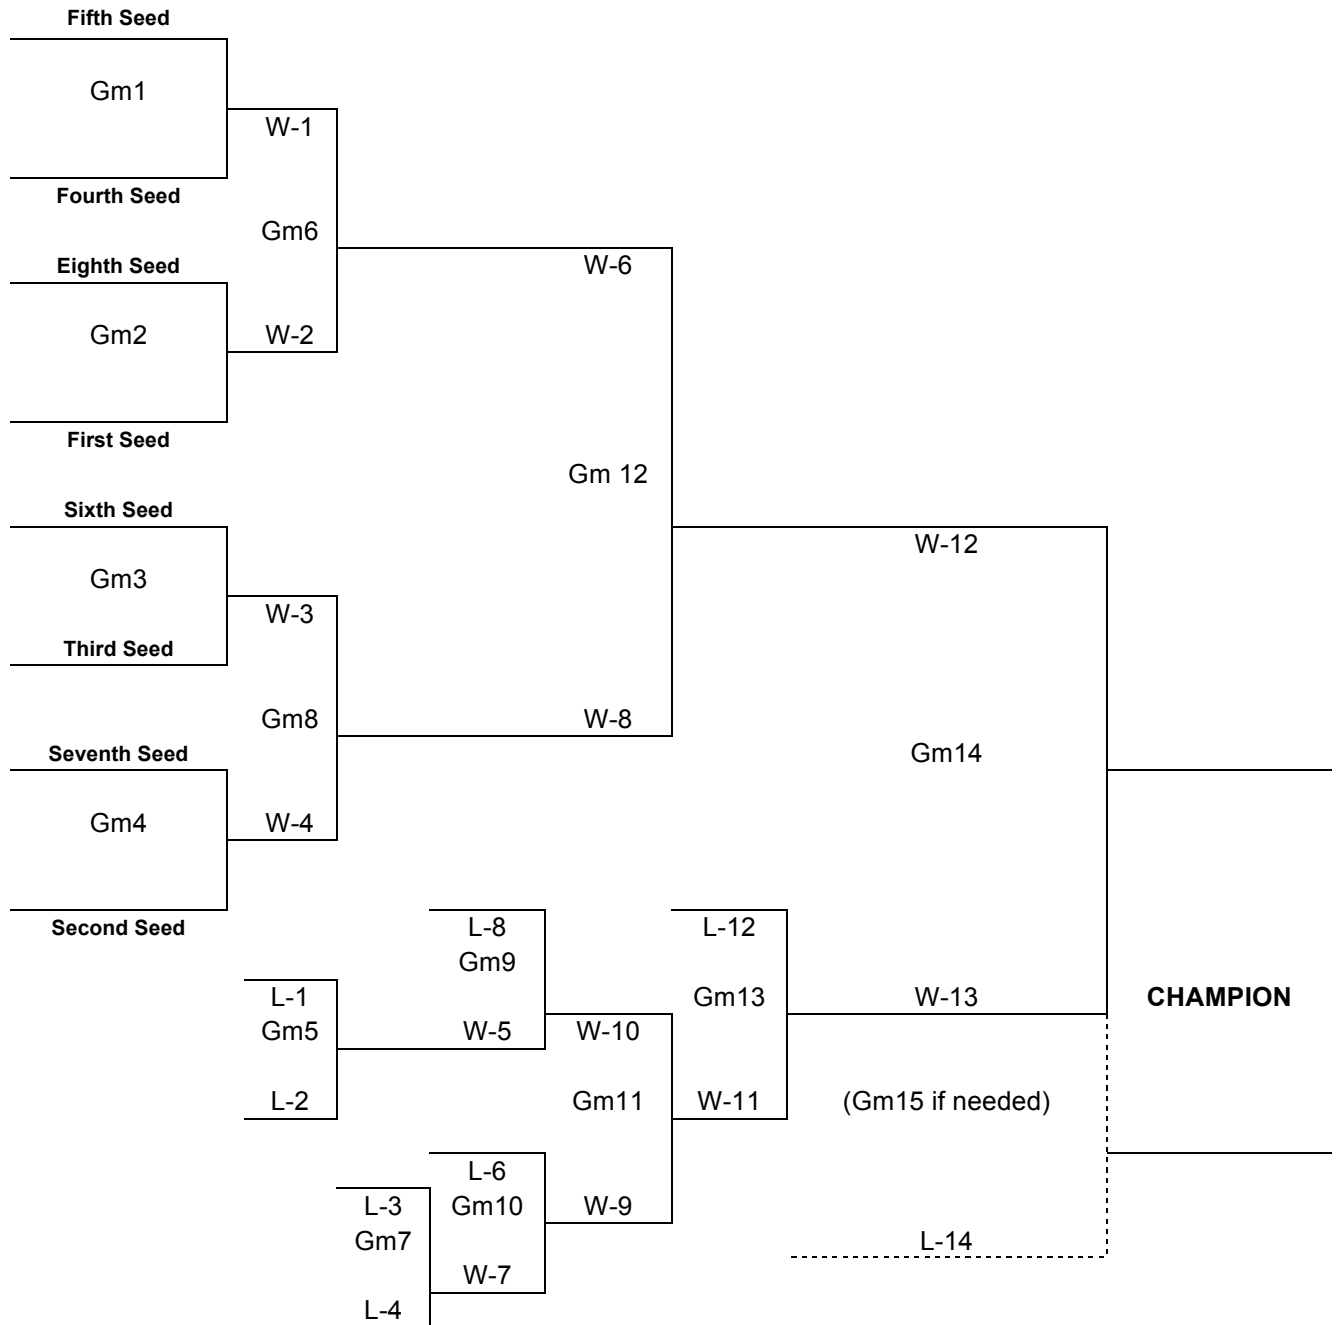 Fifth Seed
Gm1
W-1
Fourth Seed
Gm6
Eighth Seed
W-6
Gm2
W-2
First Seed
Gm 12
Sixth Seed
W-12
Gm3
W-3
Third Seed
Gm8
W-8
Seventh Seed
Gm14
Gm4
W-4
Second Seed
L-8
L-12
Gm9
L-1
Gm13
W-13
CHAMPION
Gm5
W-5
W-10
L-2
Gm11
W-11
(Gm15 if needed)
L-6
L-3
Gm10
W-9
Gm7
L-14
W-7
L-4